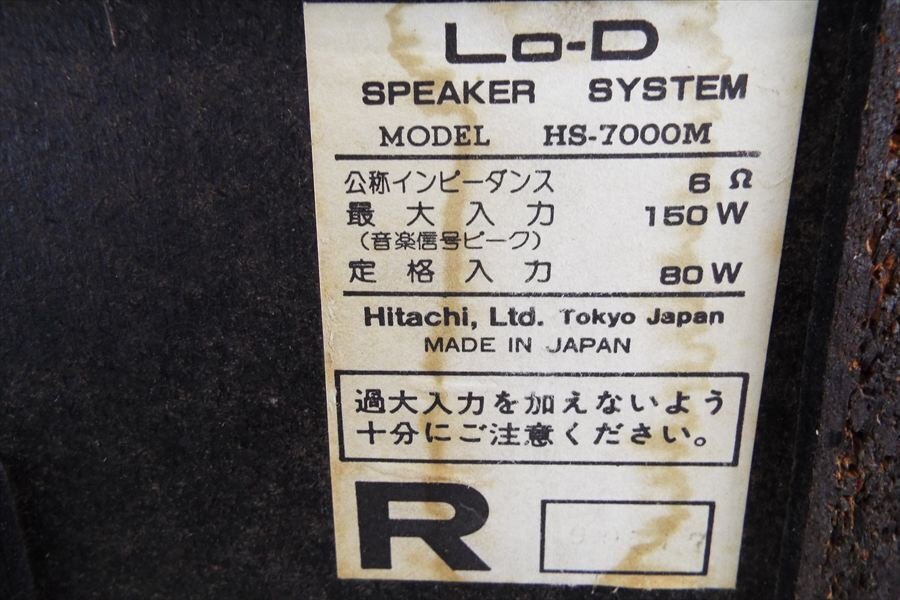 Lo-D
SPEAKER SYSTEM
MODEL HS-7000M
公称インピーダンス 6 Ω
最大入力 150 W
（音楽信号ピーク）
定格入力 80 W
Hitachi, Ltd. Tokyo Japan
MADE IN JAPAN
過大入力を加えないよう
十分にご注意ください。
R